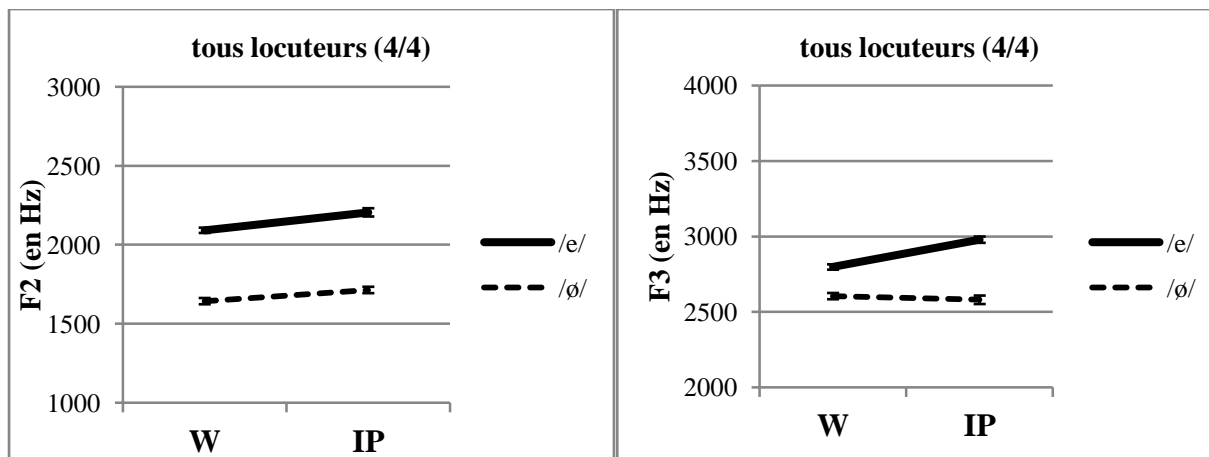 tous locuteurs (4/4)
3000
2500
2000
1500
1000
F2 (en Hz)
W IP
/e/
/ø/
tous locuteurs (4/4)
4000
3500
3000
2500
2000
F3 (en Hz)
W IP
/e/
/ø/